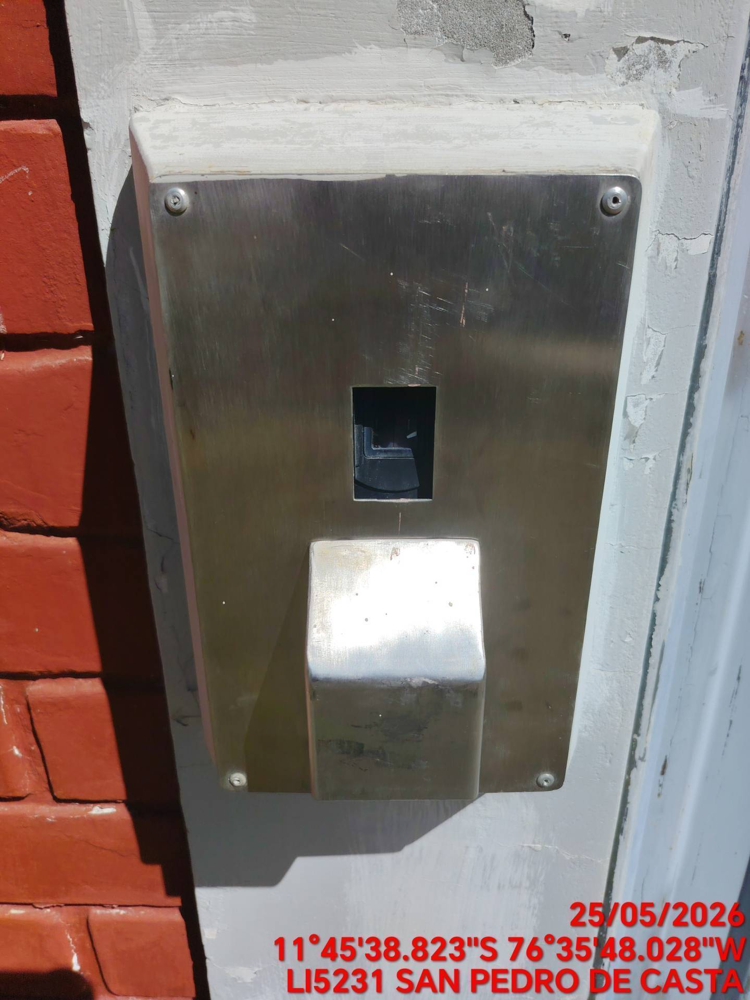 25/05/2026
11°45'38.823"S 76°35'48.028"W
LI5231 SAN PEDRO DE CASTA